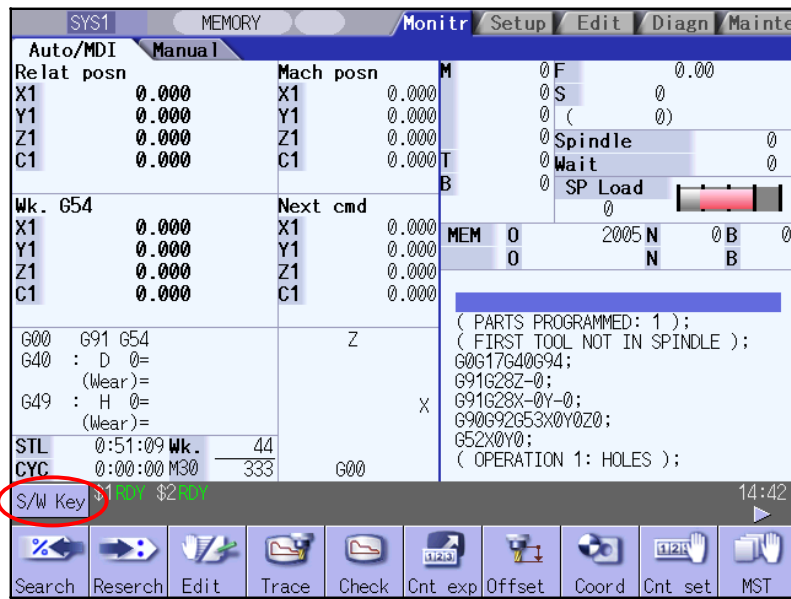 SYS1 MEMORY Monitr Setup Edit Diagn Mainte
Auto/MDI Manual
Relat posn
X1 0.000
Y1 0.000
Z1 0.000
C1 0.000
Mach posn
X1 0.000
Y1 0.000
Z1 0.000
C1 0.000
M 0
0
0
0
T 0
B 0
F 0.00
S 0
( 0)
Spindle 0
Wait 0
SP Load
0
Wk. G54
X1 0.000
Y1 0.000
Z1 0.000
C1 0.000
Next cmd
X1 0.000
Y1 0.000
Z1 0.000
C1 0.000
MEM O 2005 N 0 B 0
O N B
( PARTS PROGRAMMED: 1 );
( FIRST TOOL NOT IN SPINDLE );
G0G17G40G94;
G91G28Z-0;
G91G28X-0Y-0;
G90G92G53X0Y0Z0;
G52X0Y0;
( OPERATION 1: HOLES );
G00 G91 G54 Z
G40 : D 0=
(Wear)=
G49 : H 0= X
(Wear)=
STL 0:51:09 Wk. 44
CYC 0:00:00 M30 333 G00
S/W Key $1 RDY $2 RDY 14:42
Search Reserch Edit Trace Check Cnt exp Offset Coord Cnt set MST